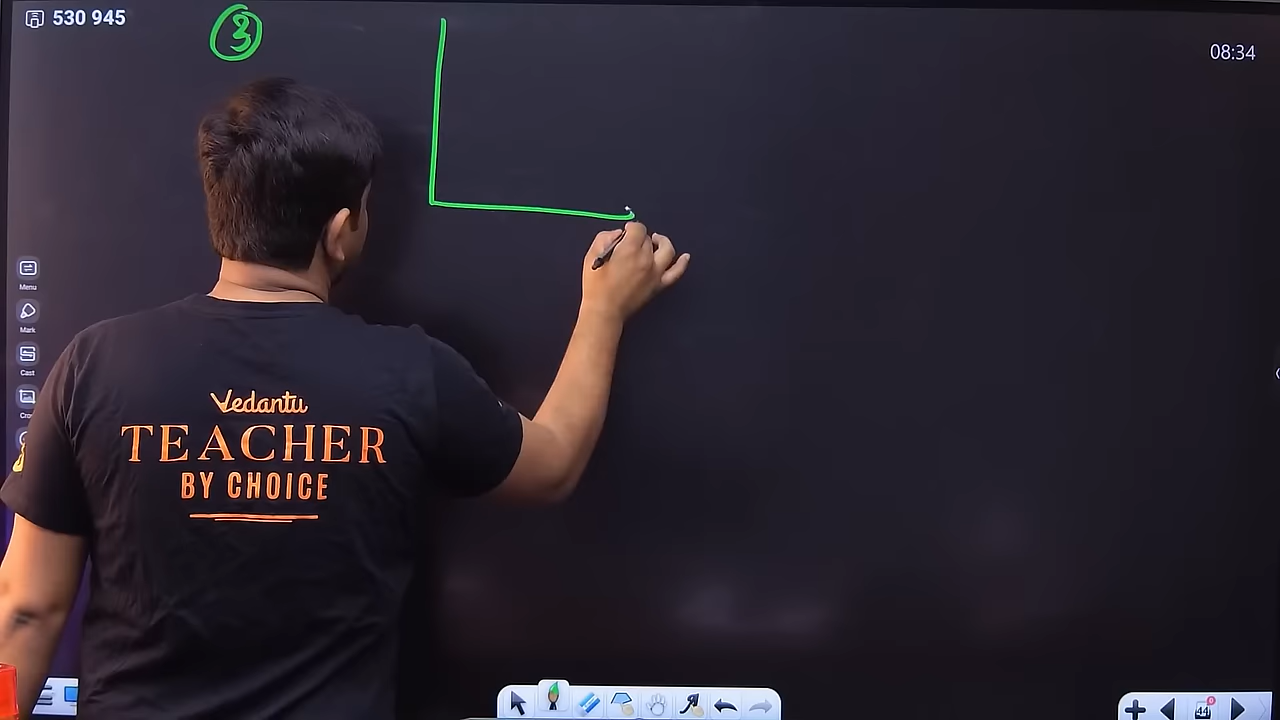 530 945
3
08:34
Menu
Mark
Cast
Vedantu
TEACHER
BY CHOICE
44